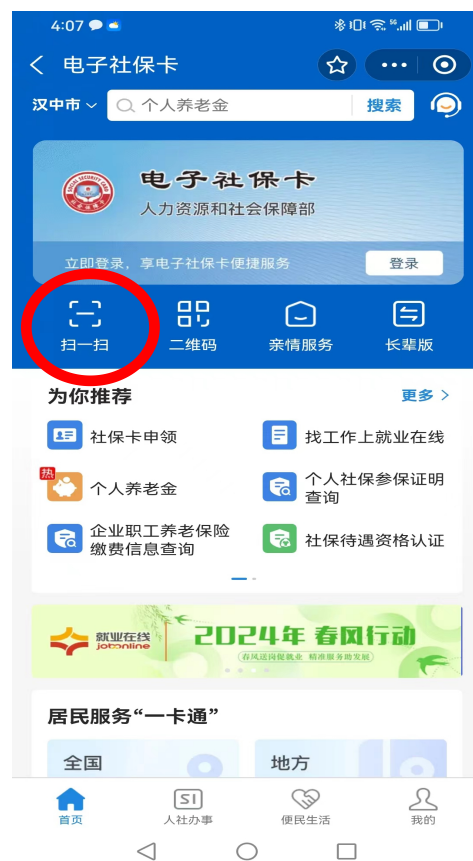 4:07
电子社保卡
汉中市
个人养老金
搜索
电子社保卡
人力资源和社会保障部
立即登录，享电子社保卡便捷服务
登录
扫一扫 二维码 亲情服务 长辈版
为你推荐
更多
社保卡申领
找工作上就业在线
热
个人养老金
个人社保参保证明
查询
企业职工养老保险
缴费信息查询
社保待遇资格认证
就业在线
jobonline
2024年 春风行动
春风送岗促就业 精准服务助发展
居民服务“一卡通”
全国
地方
首页
SI
人社办事
便民生活
我的